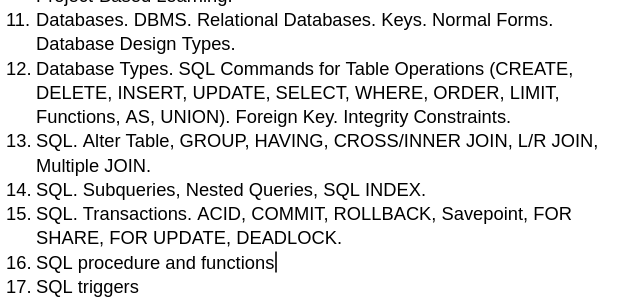 Project-Based Learning.
11. Databases. DBMS. Relational Databases. Keys. Normal Forms.
Database Design Types.
12. Database Types. SQL Commands for Table Operations (CREATE,
DELETE, INSERT, UPDATE, SELECT, WHERE, ORDER, LIMIT,
Functions, AS, UNION). Foreign Key. Integrity Constraints.
13. SQL. Alter Table, GROUP, HAVING, CROSS/INNER JOIN, L/R JOIN,
Multiple JOIN.
14. SQL. Subqueries, Nested Queries, SQL INDEX.
15. SQL. Transactions. ACID, COMMIT, ROLLBACK, Savepoint, FOR
SHARE, FOR UPDATE, DEADLOCK.
16. SQL procedure and functions
17. SQL triggers